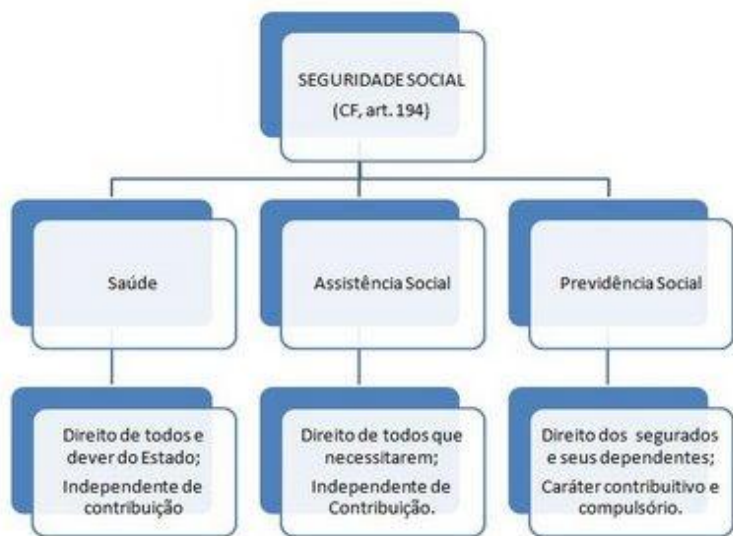 SEGURIDADE SOCIAL
(CF, art. 194)
Saúde
Assistência Social
Previdência Social
Direito de todos e
dever do Estado;
Independente de
contribuição
Direito de todos que
necessitarem;
Independente de
Contribuição.
Direito dos segurados
e seus dependentes;
Caráter contribuitivo e
compulsório.